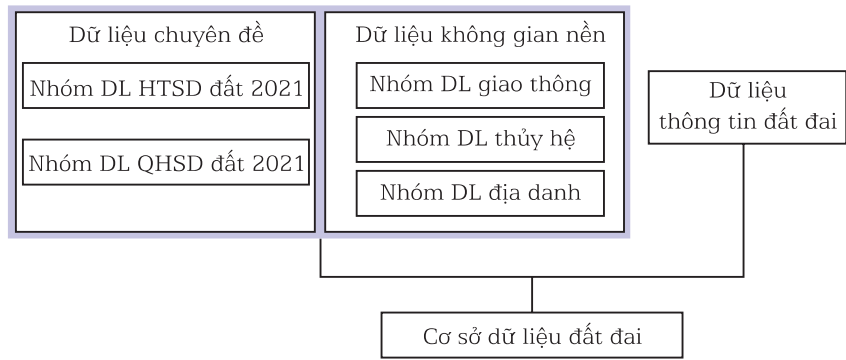 Dữ liệu chuyên đề
Nhóm DL HTSD đất 2021
Nhóm DL QHSD đất 2021
Dữ liệu không gian nền
Nhóm DL giao thông
Nhóm DL thủy hệ
Nhóm DL địa danh
Dữ liệu
thông tin đất đai
Cơ sở dữ liệu đất đai